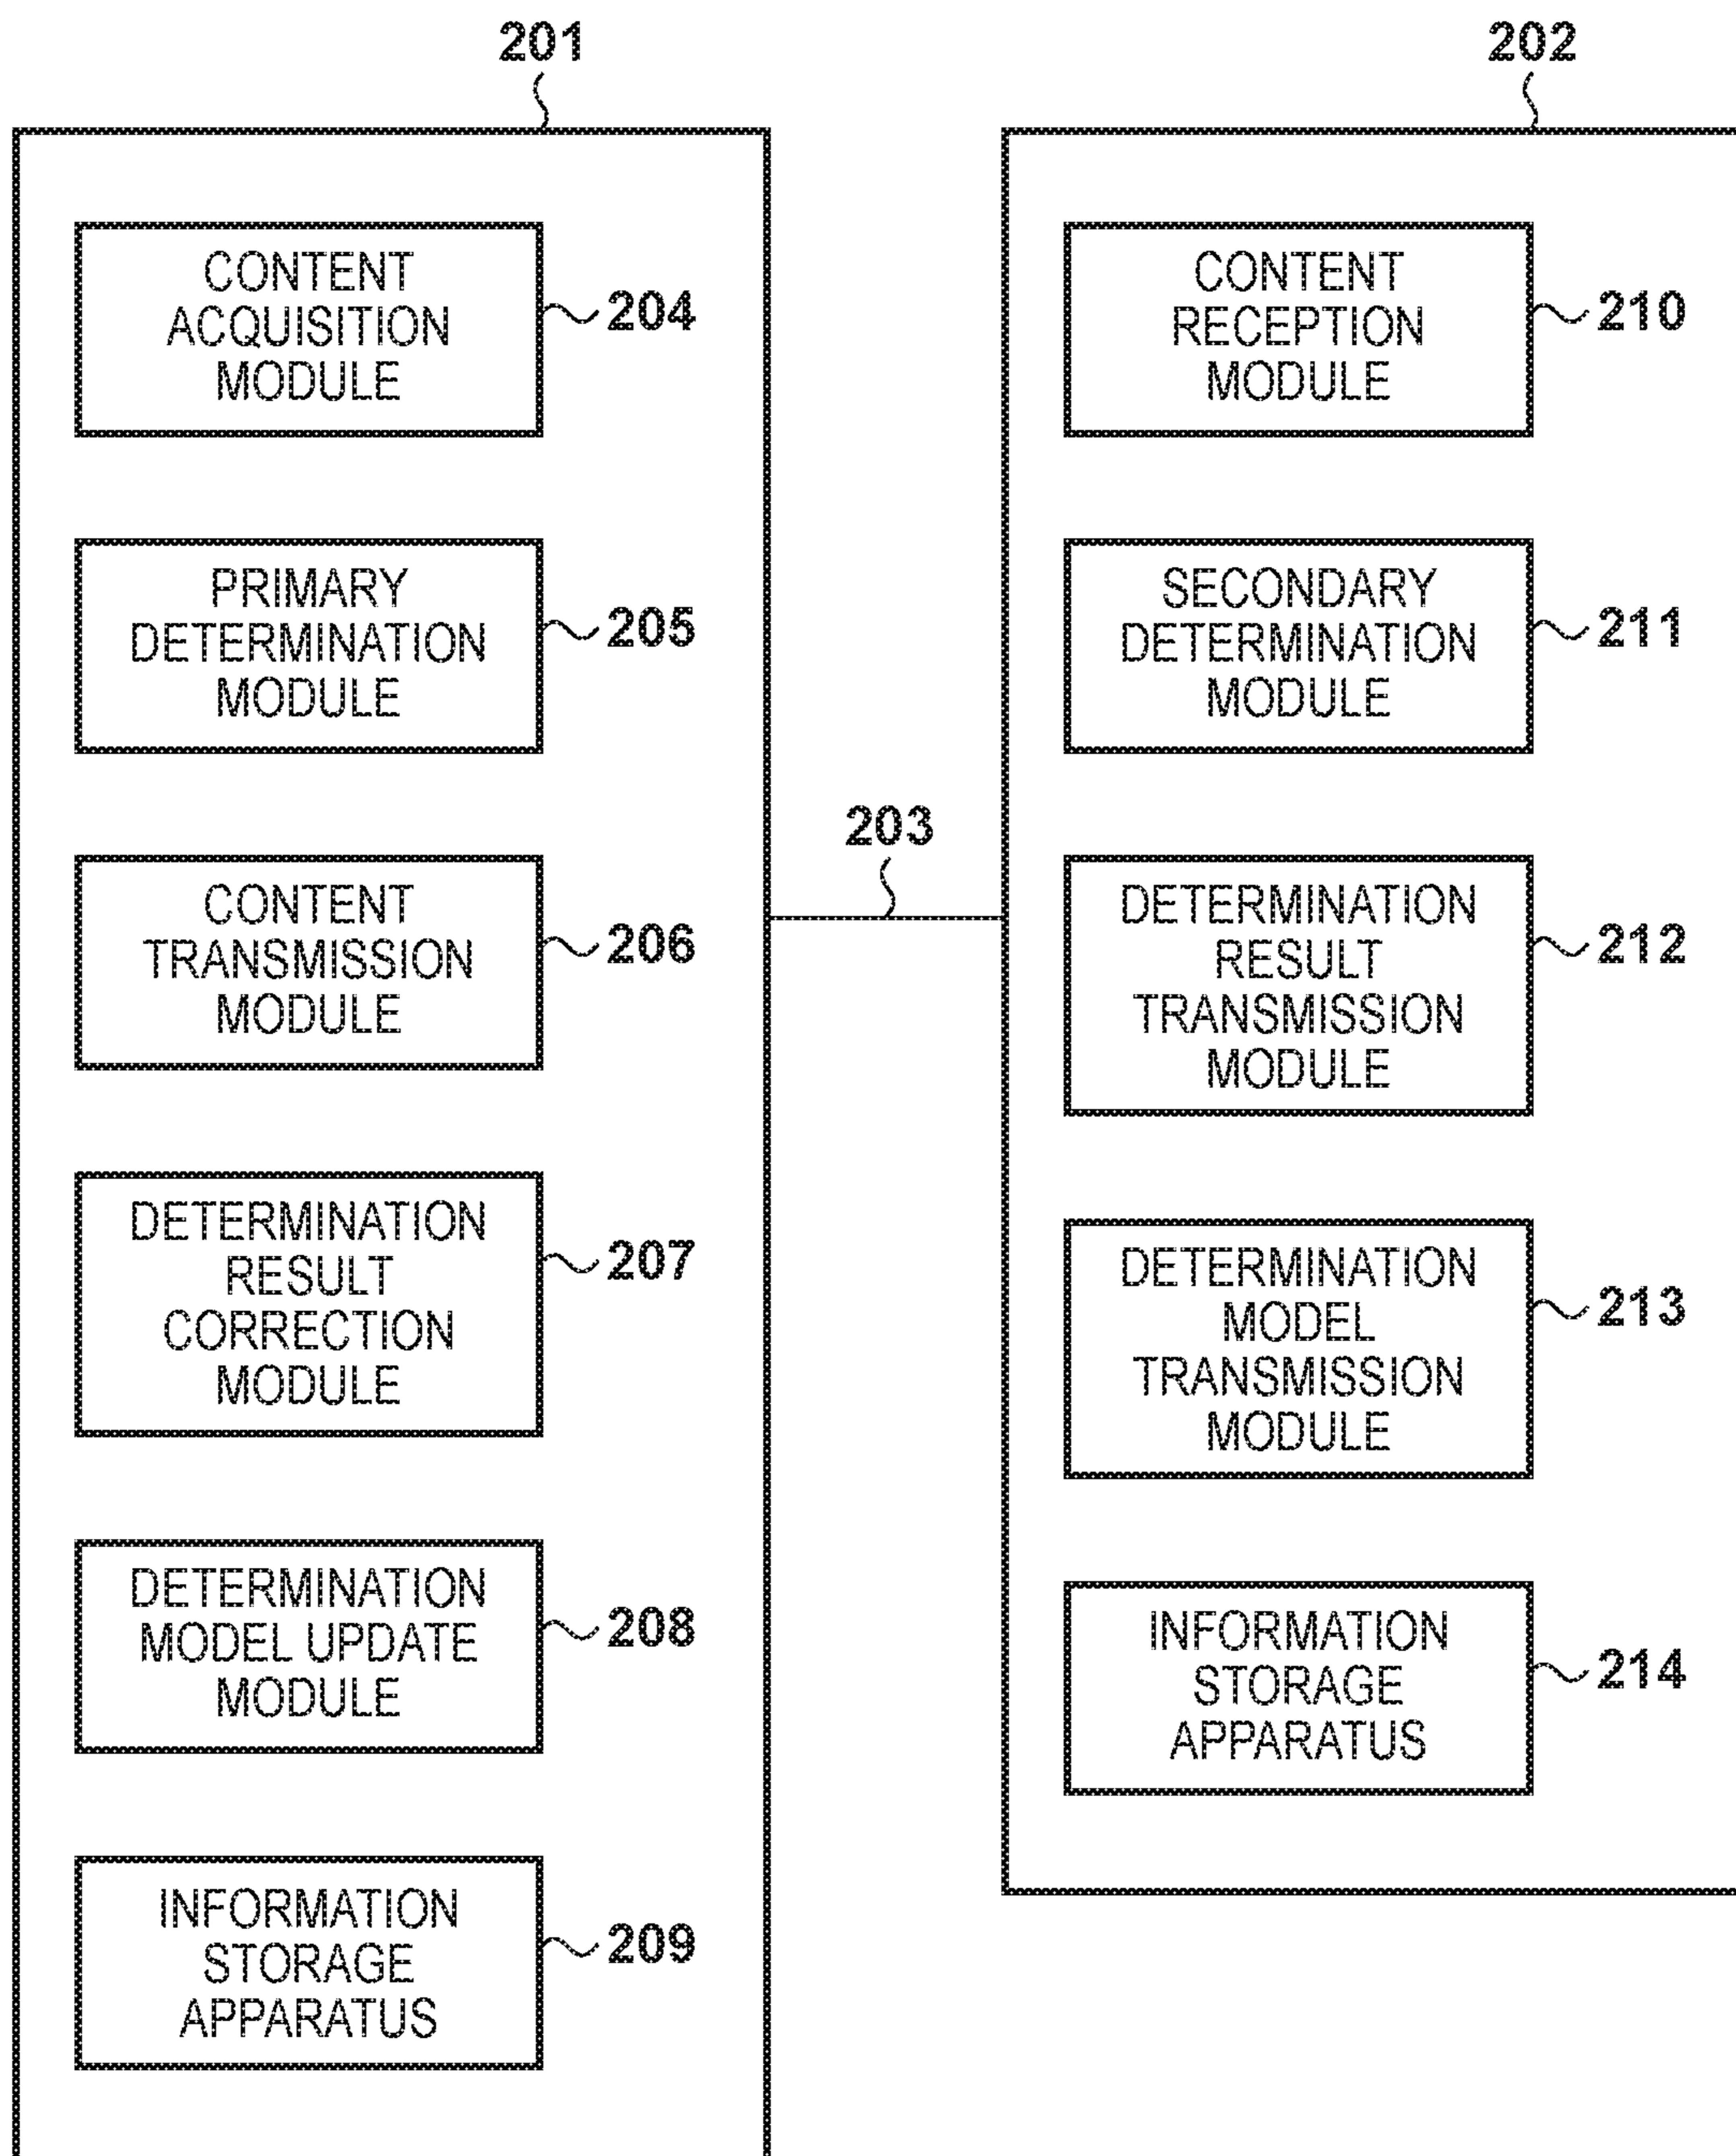 201
CONTENT
ACQUISITION
MODULE
204
PRIMARY
DETERMINATION
MODULE
205
CONTENT
TRANSMISSION
MODULE
206
DETERMINATION
RESULT
CORRECTION
MODULE
207
DETERMINATION
MODEL UPDATE
MODULE
208
INFORMATION
STORAGE
APPARATUS
209
203
202
CONTENT
RECEPTION
MODULE
210
SECONDARY
DETERMINATION
MODULE
211
DETERMINATION
RESULT
TRANSMISSION
MODULE
212
DETERMINATION
MODEL
TRANSMISSION
MODULE
213
INFORMATION
STORAGE
APPARATUS
214